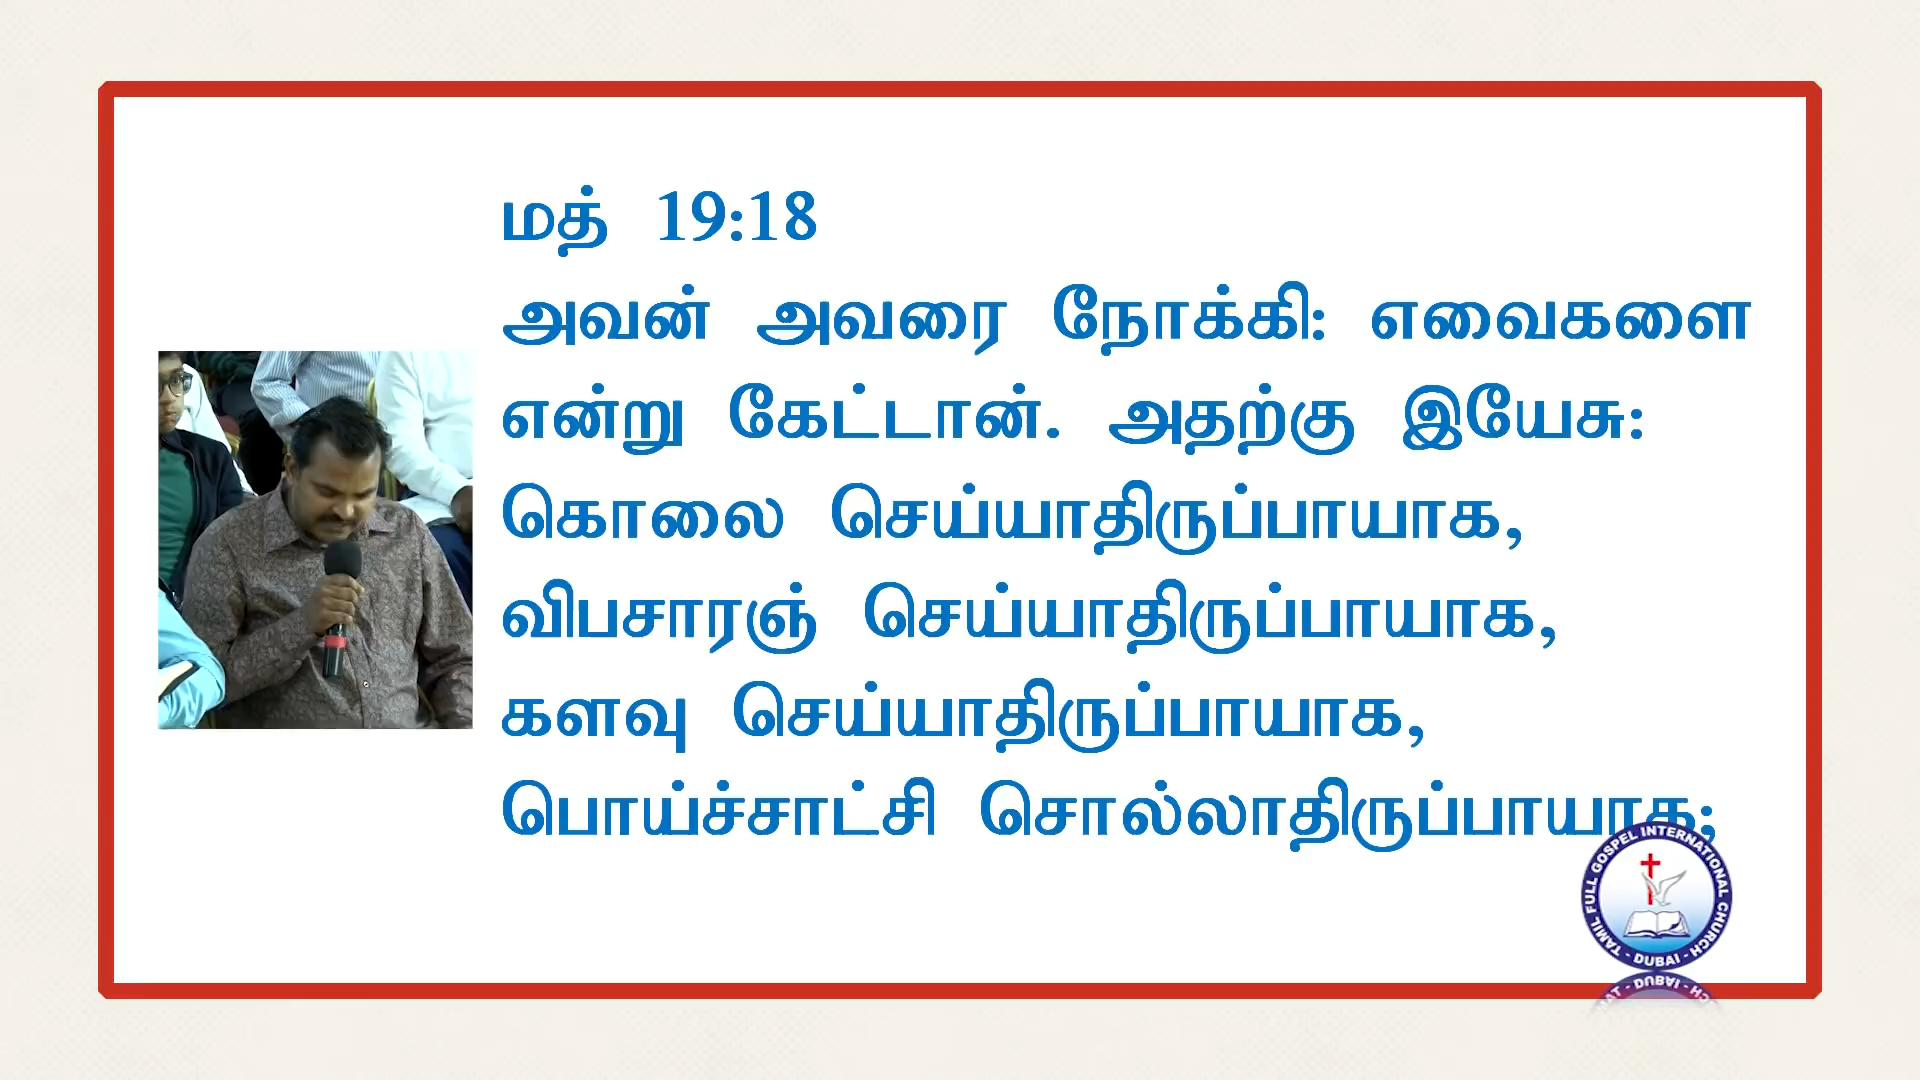 மத் 19:18
அவன் அவரை நோக்கி: எவைகளை
என்று கேட்டான். அதற்கு இயேசு:
கொலை செய்யாதிருப்பாயாக,
விபசாரஞ் செய்யாதிருப்பாயாக,
களவு செய்யாதிருப்பாயாக,
பொய்ச்சாட்சி சொல்லாதிருப்பாயாக;
TAMIL FULL GOSPEL INTERNATIONAL CHURCH - DUBAI -